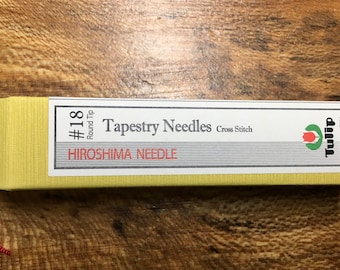 #18
Round Tip
Tapestry Needles Cross Stitch
HIROSHIMA NEEDLE
Tulip